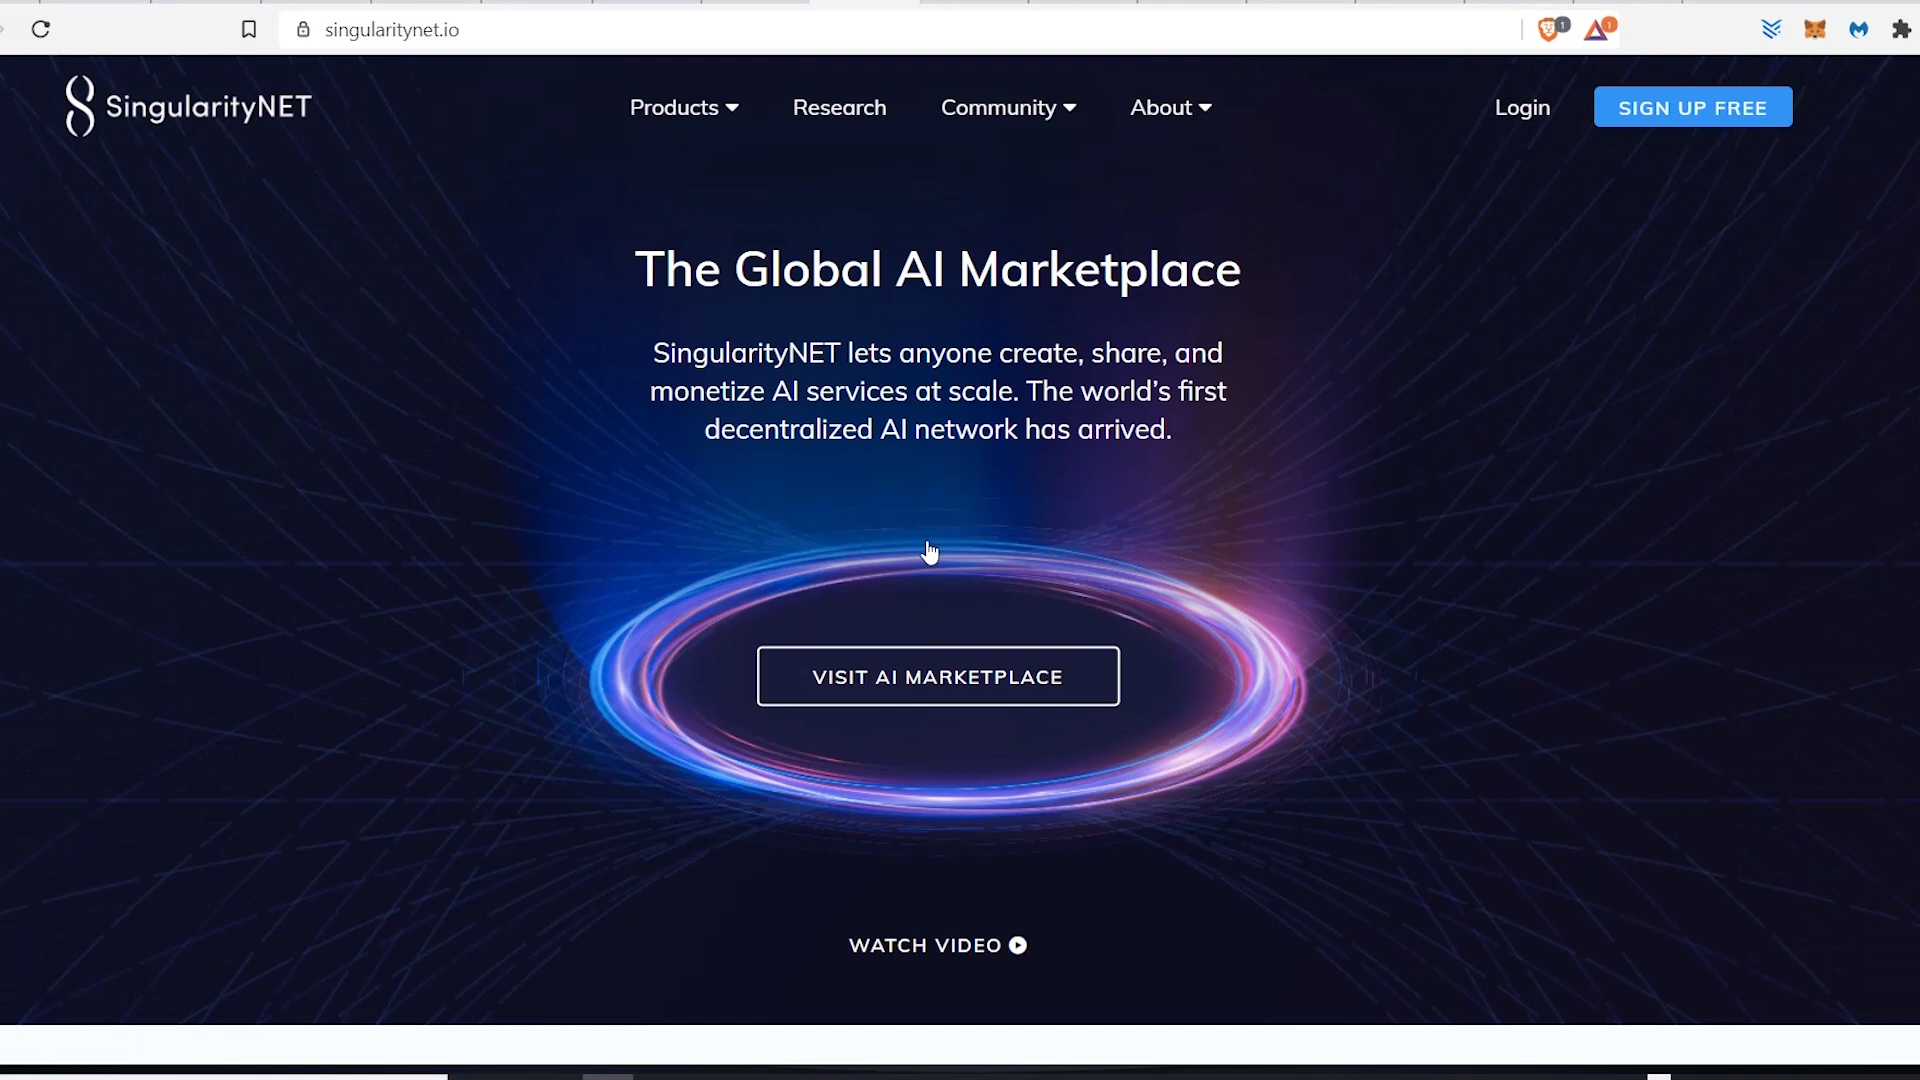 singularitynet.io
1
1
SingularityNET
Products
Research
Community
About
Login
SIGN UP FREE
The Global AI Marketplace
SingularityNET lets anyone create, share, and
monetize AI services at scale. The world’s first
decentralized AI network has arrived.
VISIT AI MARKETPLACE
WATCH VIDEO